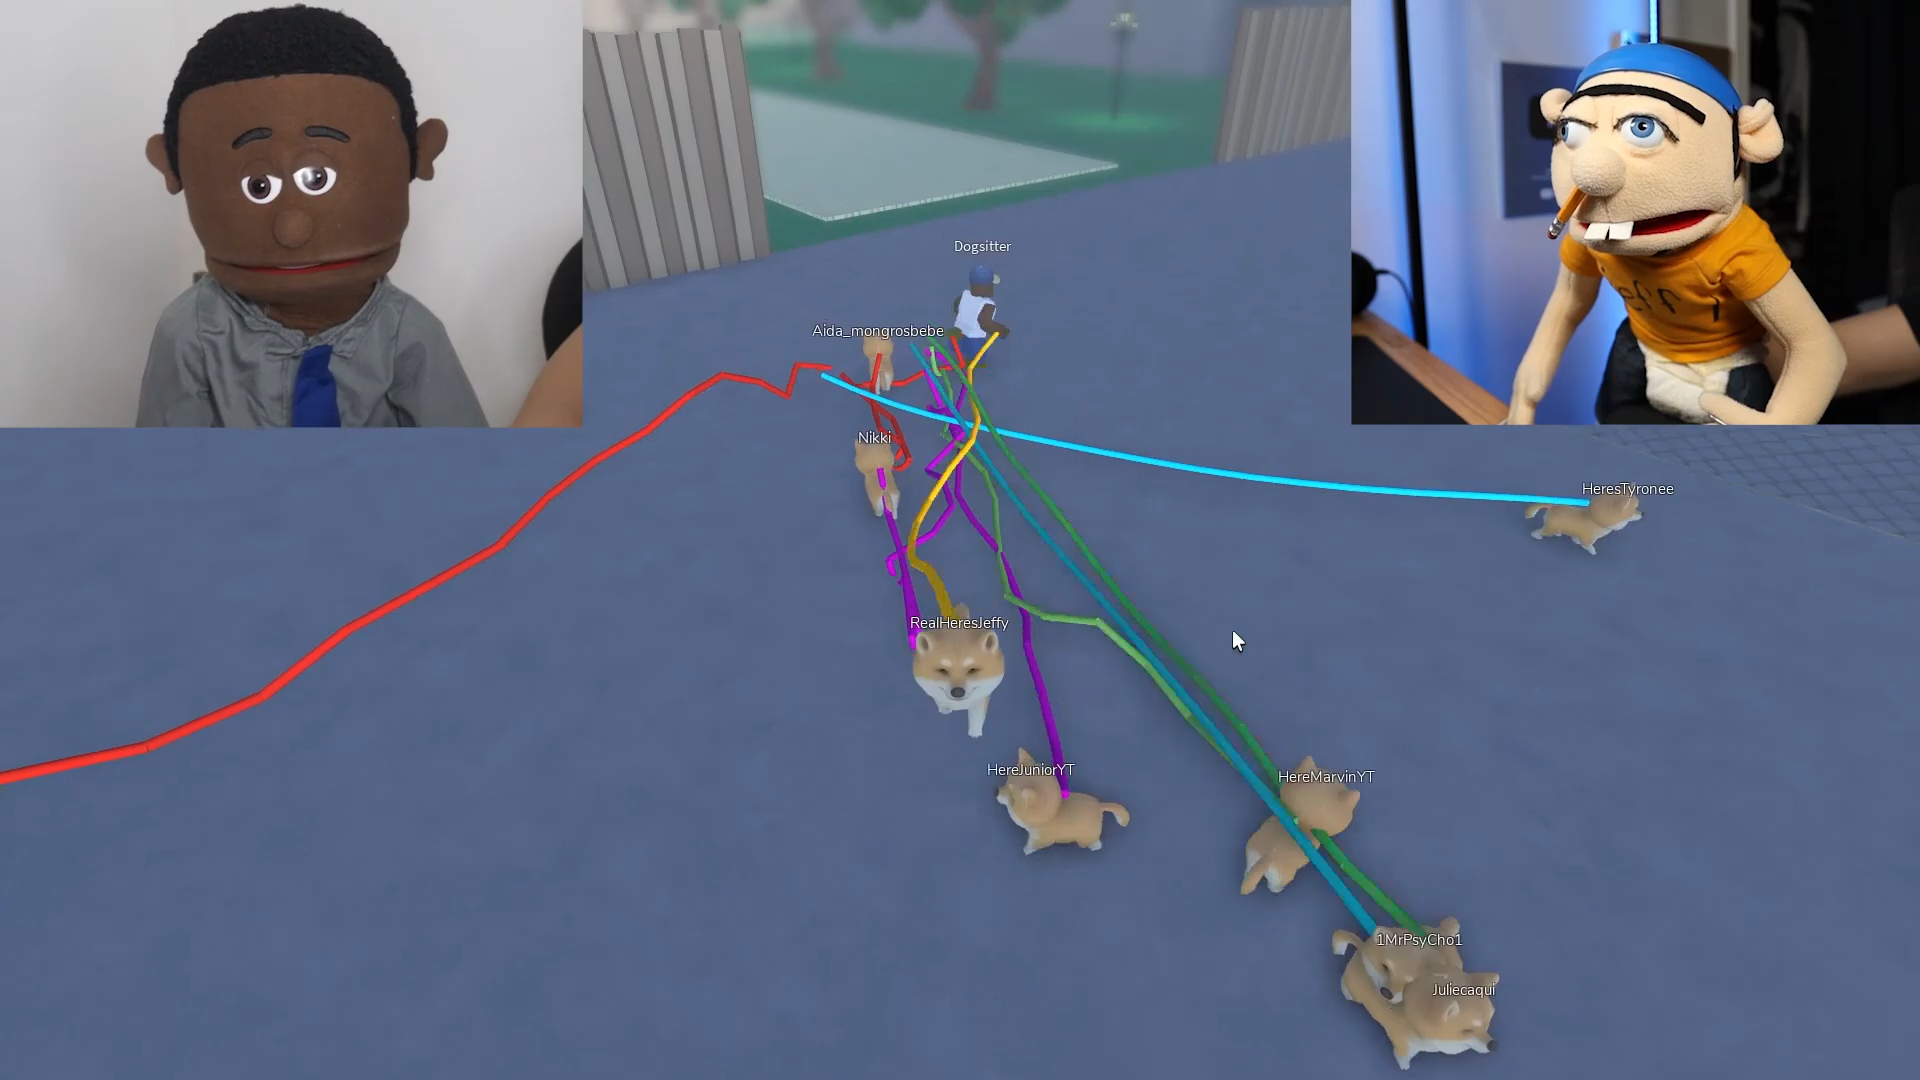 Dogsitter
Aida_mongrosbebe
Nikki
HeresTyronee
RealHeresJeffy
HereJuniorYT
HereMarvinYT
1MrPsyCho1
Juliecaqui